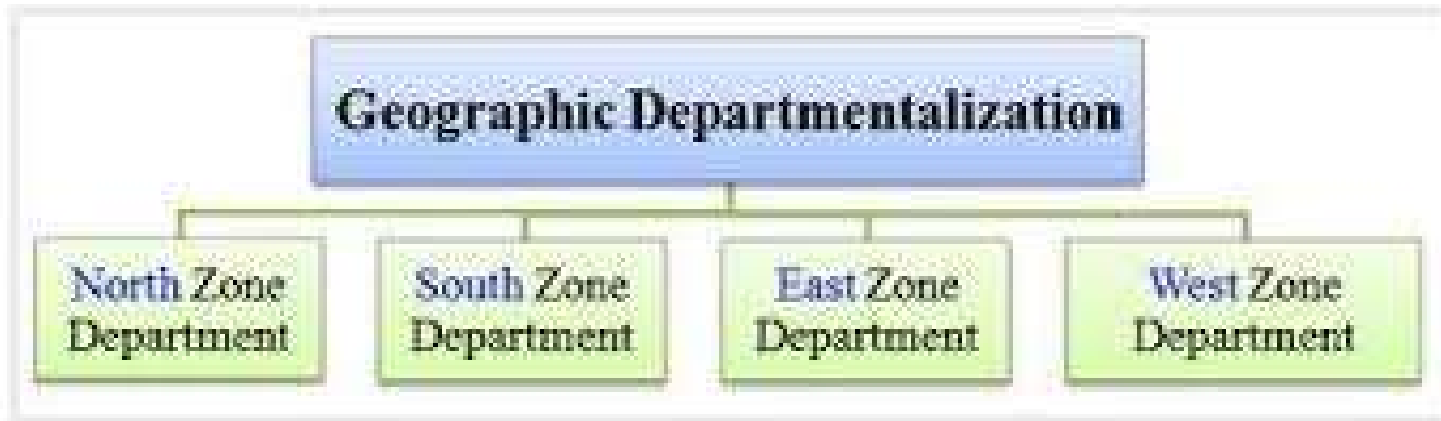 Geographic Departmentalization
North Zone
Department
South Zone
Department
East Zone
Department
West Zone
Department